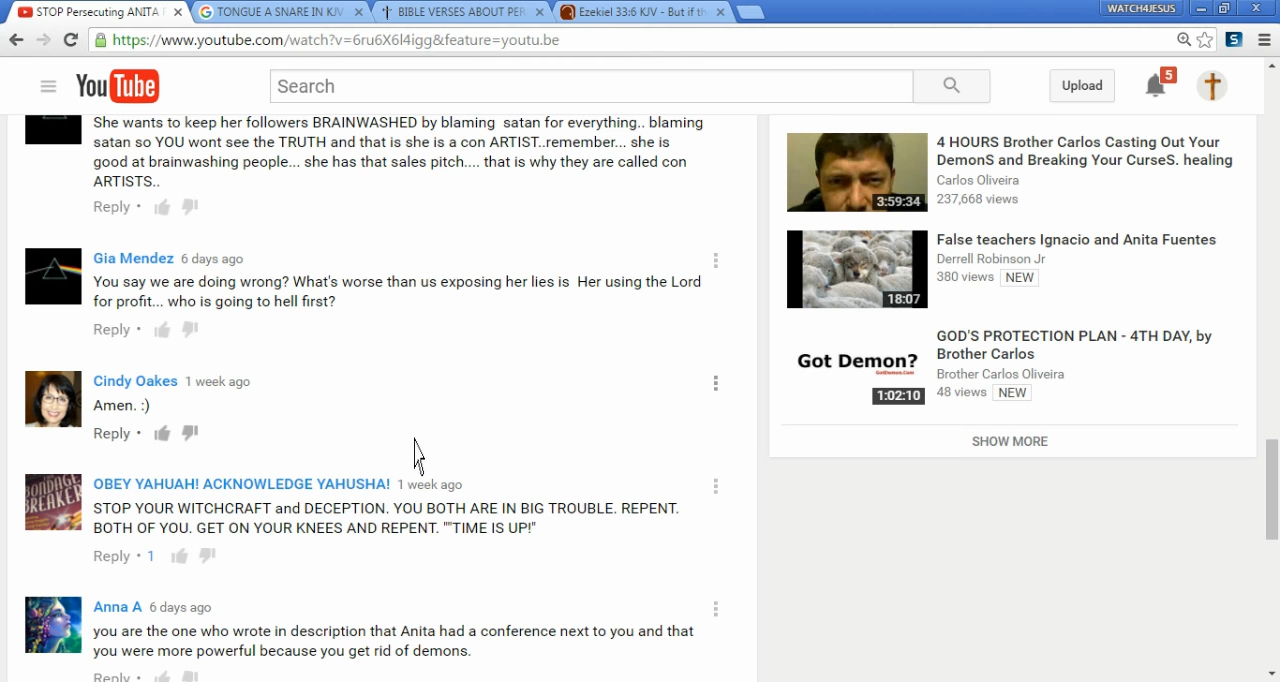 STOP Persecuting ANITA
TONGUE A SNARE IN KJV
BIBLE VERSES ABOUT PER
Ezekiel 33:6 KJV - But if th
WATCH4JESUS
https://www.youtube.com/watch?v=6ru6X6l4igg&feature=youtu.be
YouTube
Search
Upload
5
She wants to keep her followers BRAINWASHED by blaming satan for everything.. blaming
satan so YOU wont see the TRUTH and that is she is a con ARTIST..remember... she is
good at brainwashing people... she has that sales pitch.... that is why they are called con
ARTISTS..
Reply •
Gia Mendez 6 days ago
You say we are doing wrong? What's worse than us exposing her lies is Her using the Lord
for profit... who is going to hell first?
Reply •
Cindy Oakes 1 week ago
Amen. :)
Reply •
OBEY YAHUAH! ACKNOWLEDGE YAHUSHA! 1 week ago
BONDAGE
BREAKER
STOP YOUR WITCHCRAFT and DECEPTION. YOU BOTH ARE IN BIG TROUBLE. REPENT.
BOTH OF YOU. GET ON YOUR KNEES AND REPENT. ""TIME IS UP!"
Reply • 1
Anna A 6 days ago
you are the one who wrote in description that Anita had a conference next to you and that
you were more powerful because you get rid of demons.
Reply •
4 HOURS Brother Carlos Casting Out Your
DemonS and Breaking Your CurseS. healing
Carlos Oliveira
237,668 views
3:59:34
False teachers Ignacio and Anita Fuentes
Derrell Robinson Jr
380 views NEW
18:07
GOD'S PROTECTION PLAN - 4TH DAY, by
Brother Carlos
Brother Carlos Oliveira
48 views NEW
Got Demon?
GotDemon.Com
1:02:10
SHOW MORE